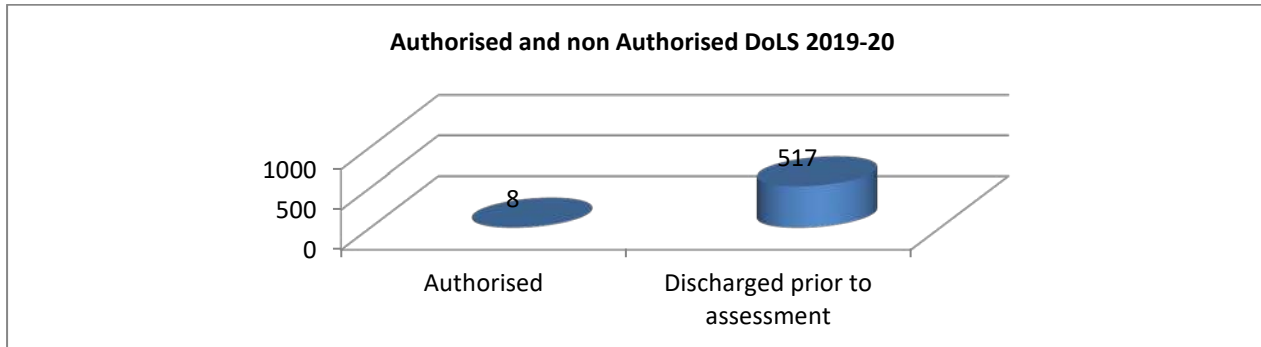 Authorised and non Authorised DoLS 2019-20
1000
500
0
8
517
Authorised
Discharged prior to
assessment